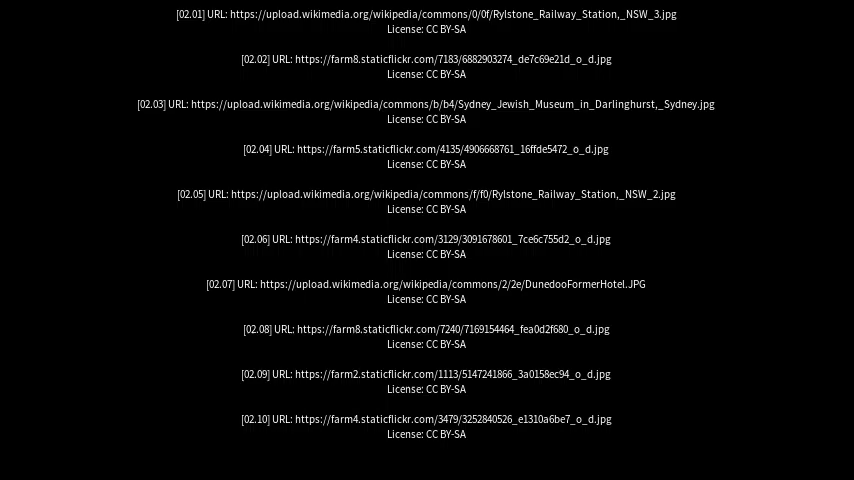 [02.01] URL: https://upload.wikimedia.org/wikipedia/commons/0/0f/Rylstone_Railway_Station,_NSW_3.jpg
License: CC BY-SA
[02.02] URL: https://farm8.staticflickr.com/7183/6882903274_de7c69e21d_o_d.jpg
License: CC BY-SA
[02.03] URL: https://upload.wikimedia.org/wikipedia/commons/b/b4/Sydney_Jewish_Museum_in_Darlinghurst,_Sydney.jpg
License: CC BY-SA
[02.04] URL: https://farm5.staticflickr.com/4135/4906668761_16ffde5472_o_d.jpg
License: CC BY-SA
[02.05] URL: https://upload.wikimedia.org/wikipedia/commons/f/f0/Rylstone_Railway_Station,_NSW_2.jpg
License: CC BY-SA
[02.06] URL: https://farm4.staticflickr.com/3129/3091678601_7ce6c755d2_o_d.jpg
License: CC BY-SA
[02.07] URL: https://upload.wikimedia.org/wikipedia/commons/2/2e/DunedooFormerHotel.JPG
License: CC BY-SA
[02.08] URL: https://farm8.staticflickr.com/7240/7169154464_fea0d2f680_o_d.jpg
License: CC BY-SA
[02.09] URL: https://farm2.staticflickr.com/1113/5147241866_3a0158ec94_o_d.jpg
License: CC BY-SA
[02.10] URL: https://farm4.staticflickr.com/3479/3252840526_e1310a6be7_o_d.jpg
License: CC BY-SA